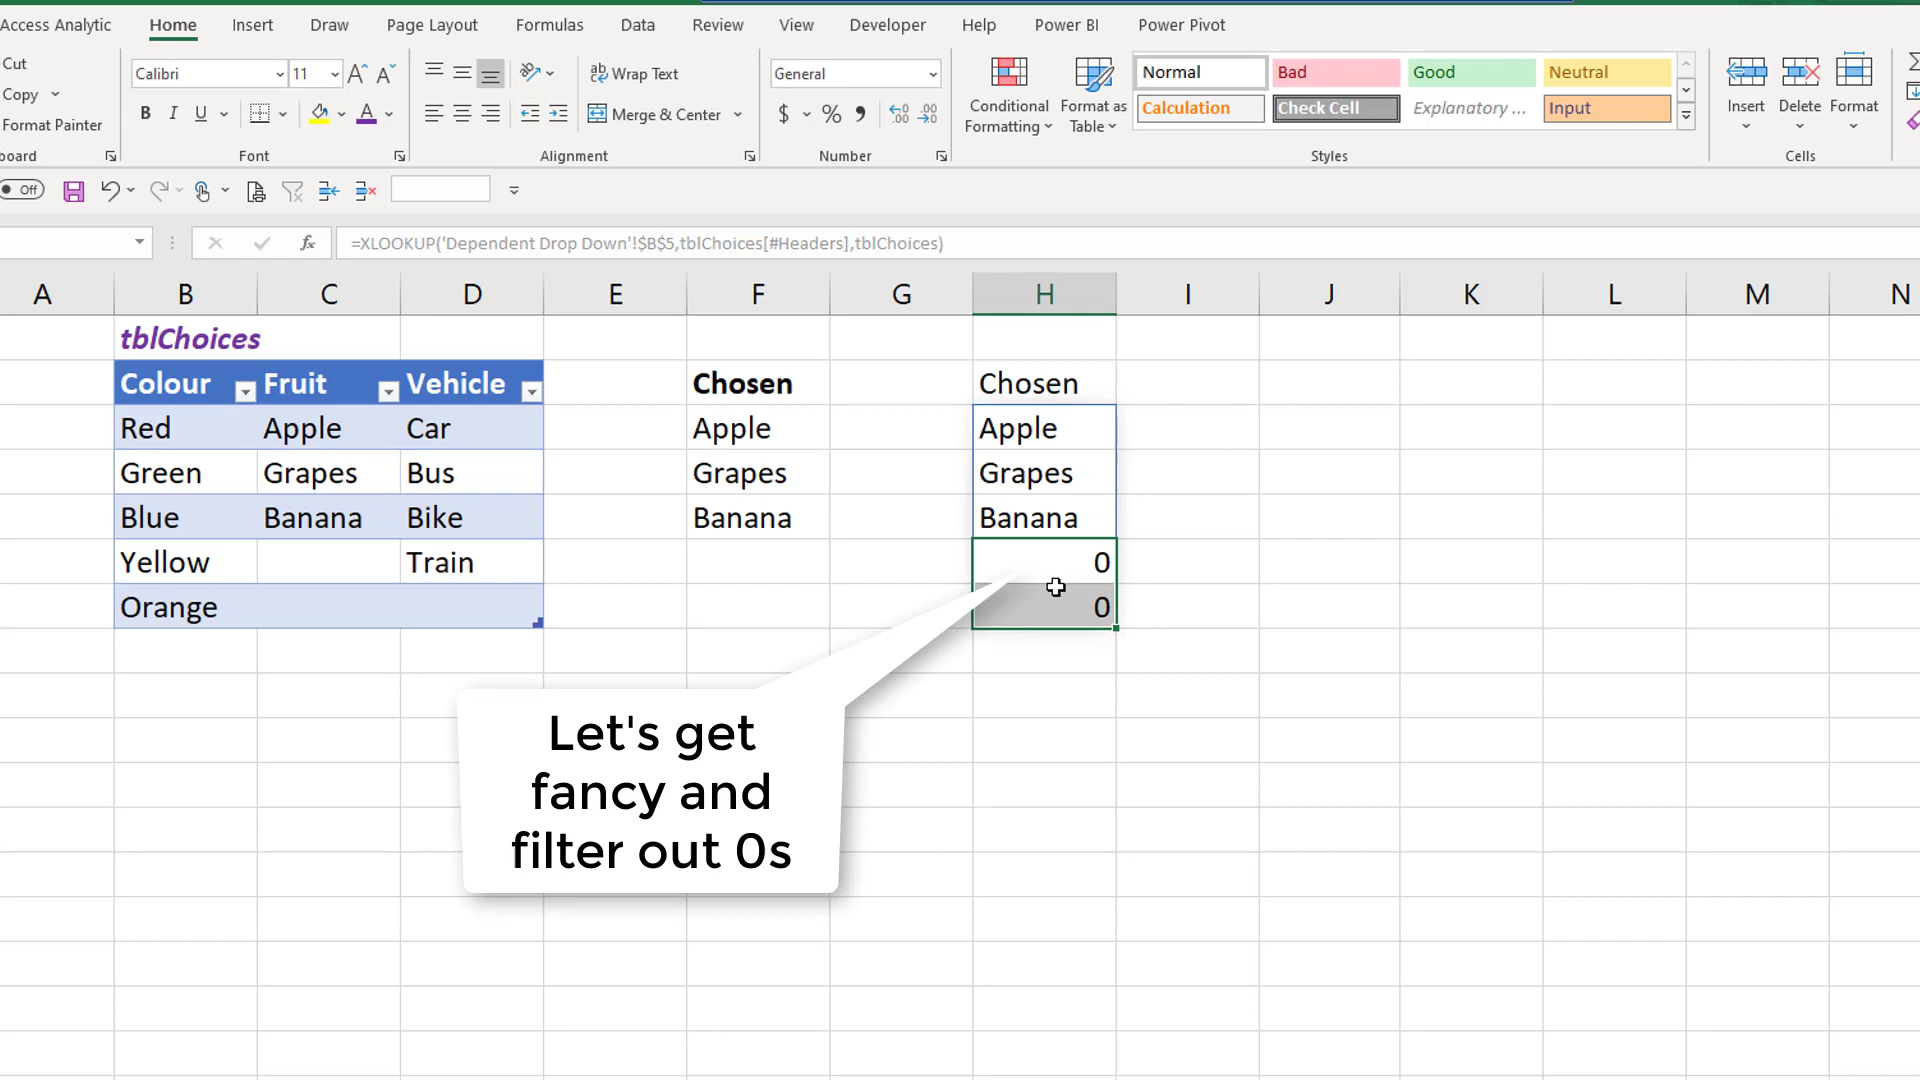 Access Analytic Home Insert Draw Page Layout Formulas Data Review View Developer Help Power BI Power Pivot
Cut
Copy
Format Painter
board
Calibri 11
B I U A
Font
Wrap Text
Merge & Center
Alignment
General
$ %
Number
Conditional
Formatting
Format as
Table
Normal Bad Good Neutral
Calculation Check Cell Explanatory ... Input
Styles
Insert Delete Format
Cells
Off
fx =XLOOKUP('Dependent Drop Down'!$B$5,tblChoices[#Headers],tblChoices)
A B C D E F G H I J K L M N
tblChoices
Colour Fruit Vehicle Chosen Chosen
Red Apple Car Apple Apple
Green Grapes Bus Grapes Grapes
Blue Banana Bike Banana Banana
Yellow Train 0
Orange 0
Let's get
fancy and
filter out 0s